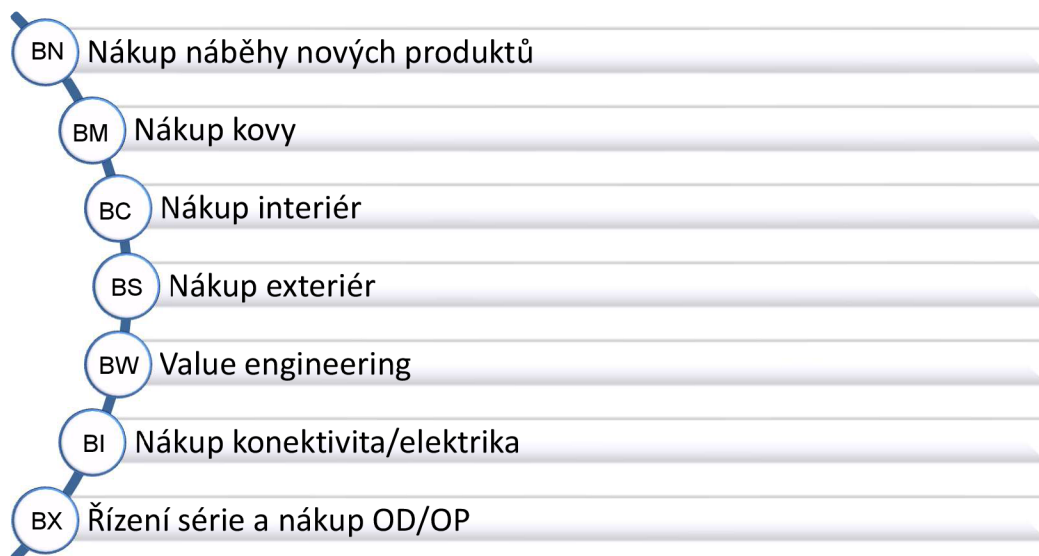 BN Nákup náběhy nových produktů
BM Nákup kovy
BC Nákup interiér
BS Nákup exteriér
BW Value engineering
BI Nákup konektivita/elektrika
BX Řízení série a nákup OD/OP